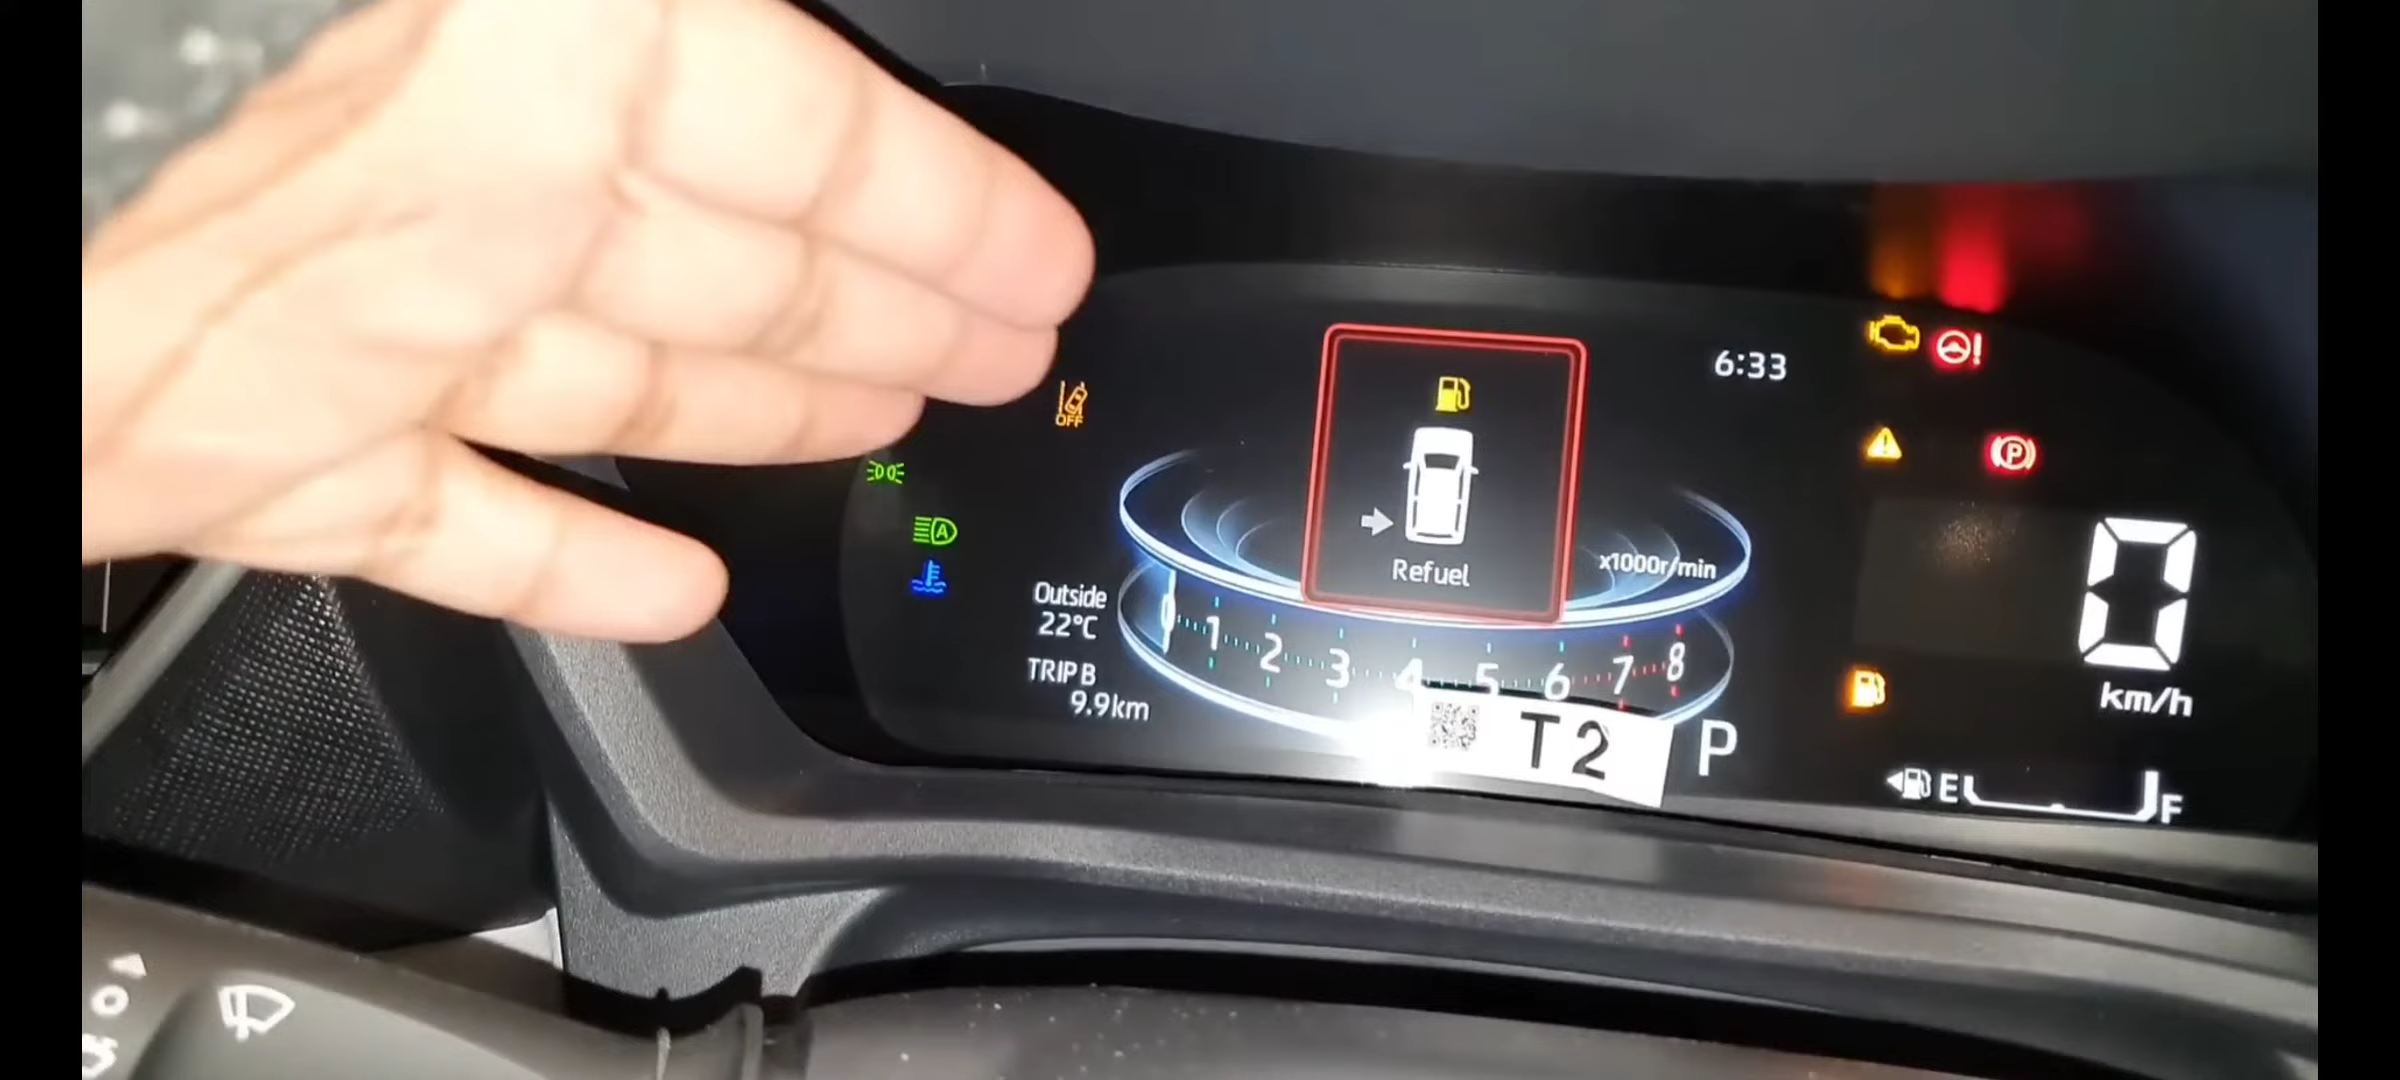 6:33
OFF
A
Refuel
x1000r/min
Outside
22°C
TRIP B
9.9km
0 1 2 3 4 5 6 7 8
T2
P
P
0
km/h
E F